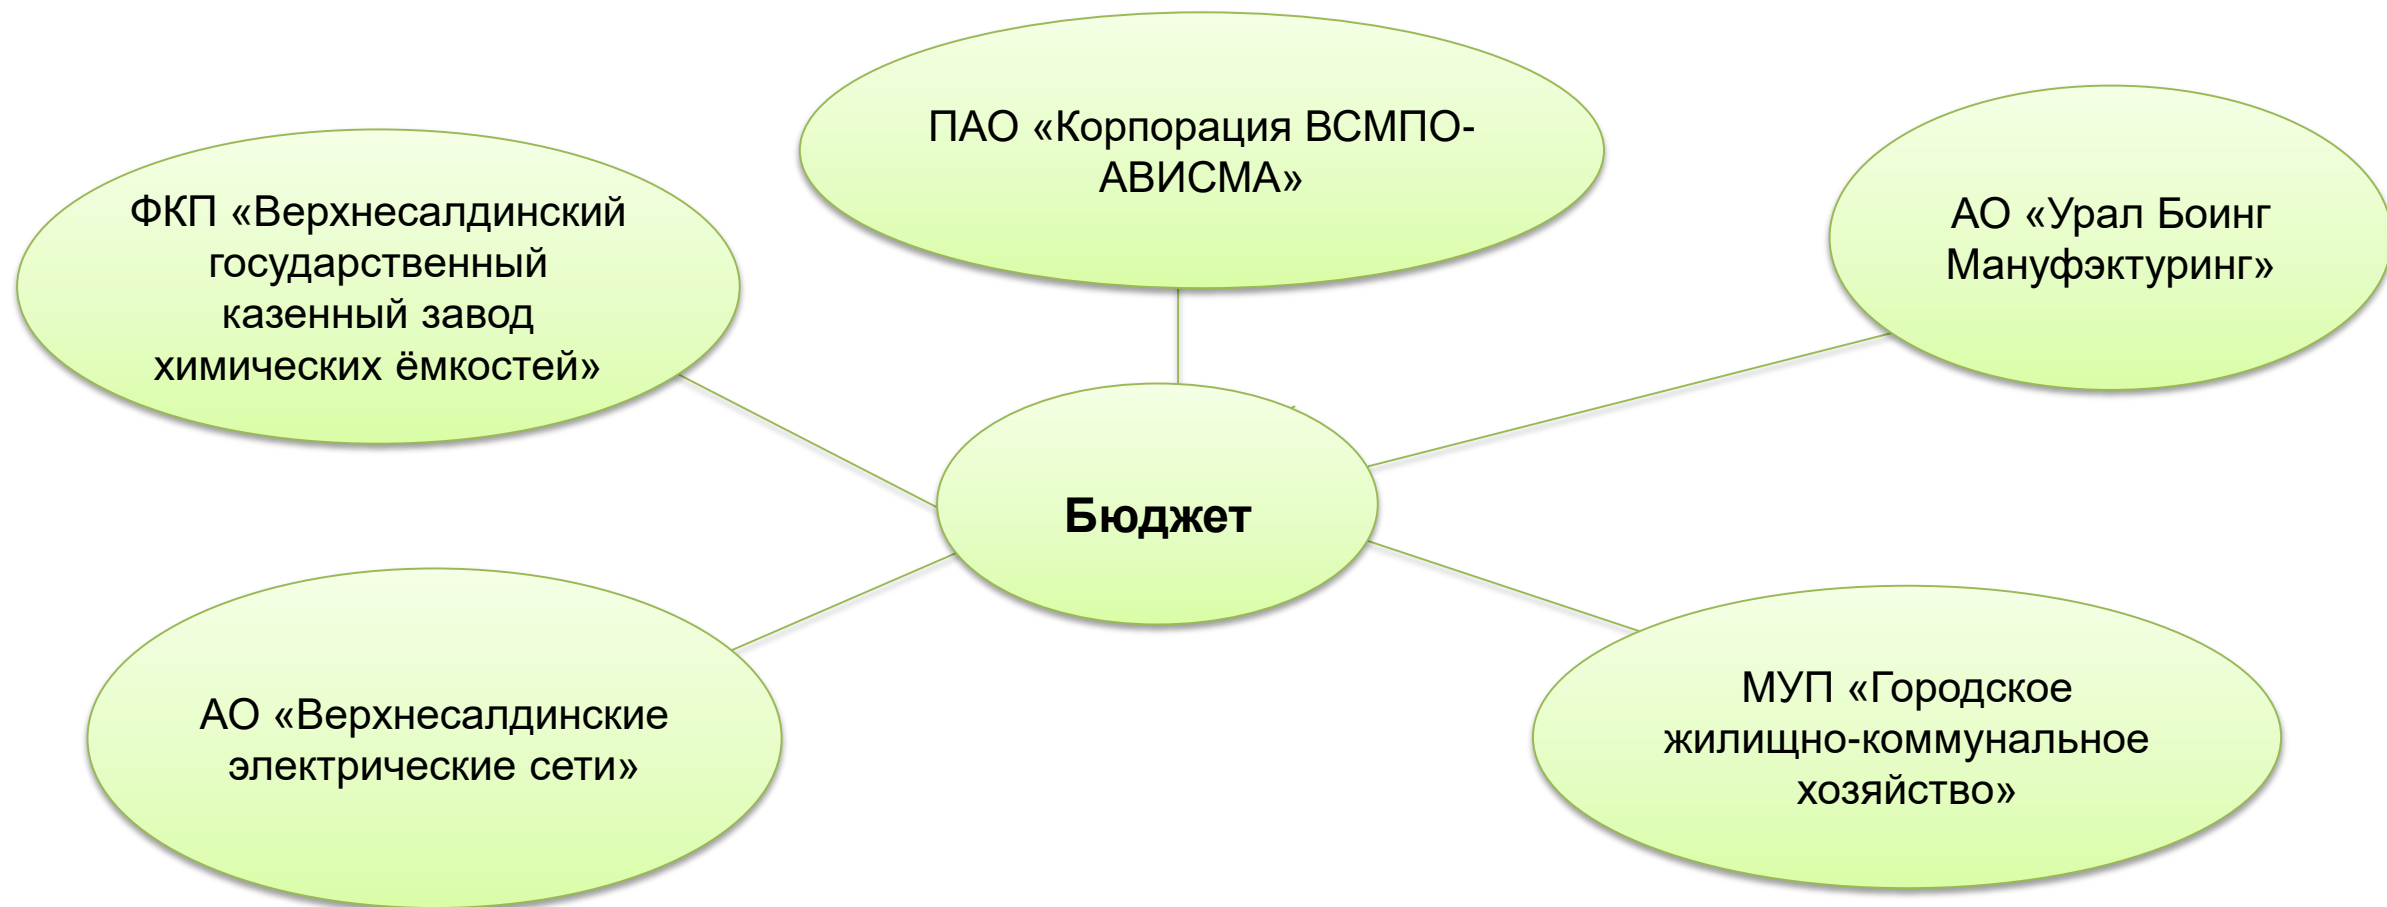 ПАО «Корпорация ВСМПО-
АВИСМА»
ФКП «Верхнесалдинский
государственный
казенный завод
химических ёмкостей»
АО «Урал Боинг
Мануфэктуринг»
Бюджет
АО «Верхнесалдинские
электрические сети»
МУП «Городское
жилищно-коммунальное
хозяйство»